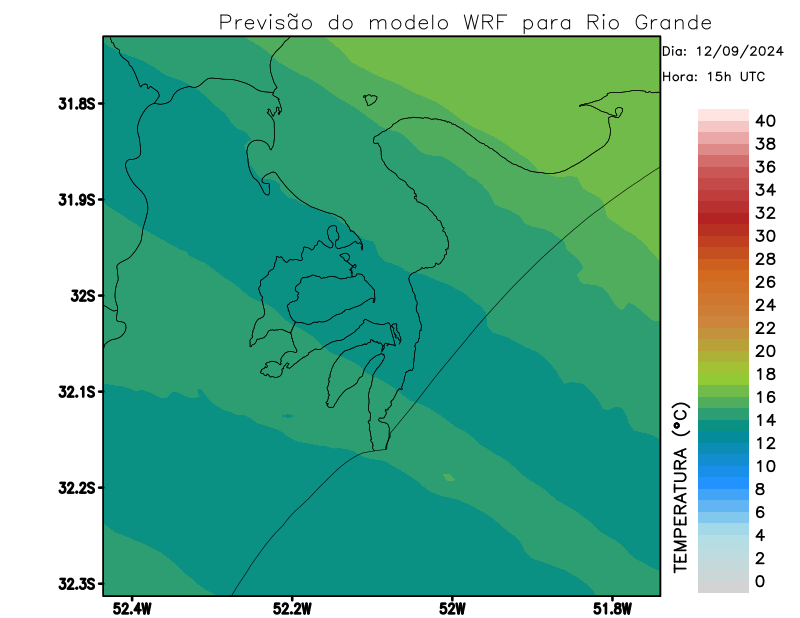 Previsão do modelo WRF para Rio Grande
Dia: 12/09/2024
Hora: 15h UTC
31.8S
31.9S
32S
32.1S
32.2S
32.3S
52.4W
52.2W
52W
51.8W
TEMPERATURA (°C)
40
38
36
34
32
30
28
26
24
22
20
18
16
14
12
10
8
6
4
2
0